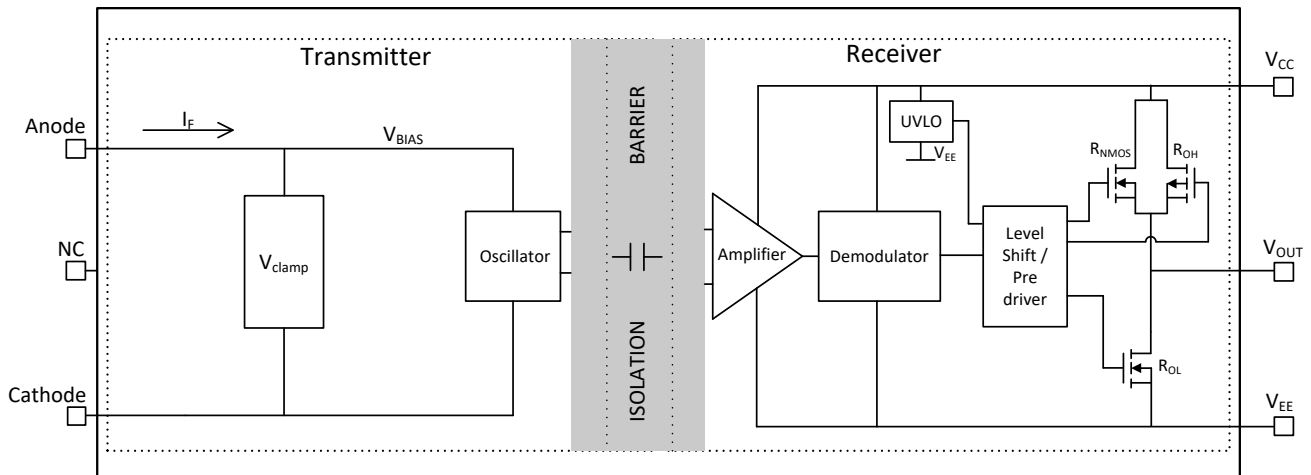 Transmitter
Receiver
Anode
NC
Cathode
I_F
V_BIAS
V_clamp
Oscillator
BARRIER
ISOLATION
Amplifier
Demodulator
UVLO
V_EE
Level
Shift /
Pre
driver
R_NMOS
R_OH
R_OL
V_CC
V_OUT
V_EE